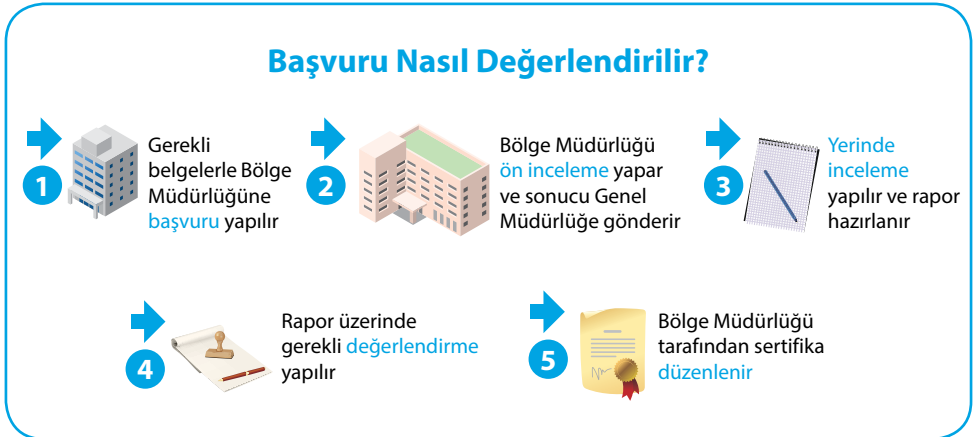 Başvuru Nasıl Değerlendirilir?
1
Gerekli
belgelerle Bölge
Müdürlüğüne
başvuru yapılır
2
Bölge Müdürlüğü
ön inceleme yapar
ve sonucu Genel
Müdürlüğe gönderir
3
Yerinde
inceleme
yapılır ve rapor
hazırlanır
4
Rapor üzerinde
gerekli değerlendirme
yapılır
5
Bölge Müdürlüğü
tarafından sertifika
düzenlenir